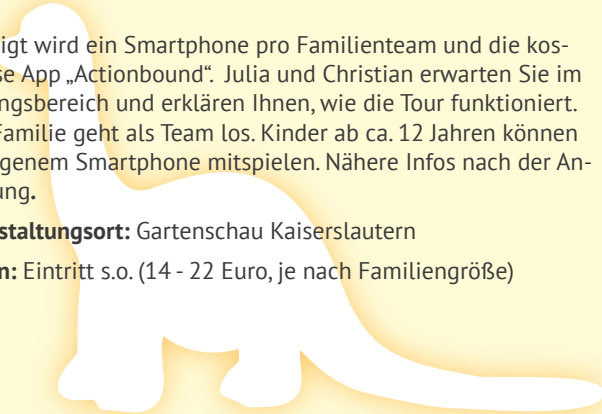 igt wird ein Smartphone pro Familienteam und die kos-
se App „Actionbound“. Julia und Christian erwarten Sie im
ngsbereich und erklären Ihnen, wie die Tour funktioniert.
Familie geht als Team los. Kinder ab ca. 12 Jahren können
genem Smartphone mitspielen. Nähere Infos nach der An-
ung.
staltungsort: Gartenschau Kaiserslautern
n: Eintritt s.o. (14 - 22 Euro, je nach Familiengröße)